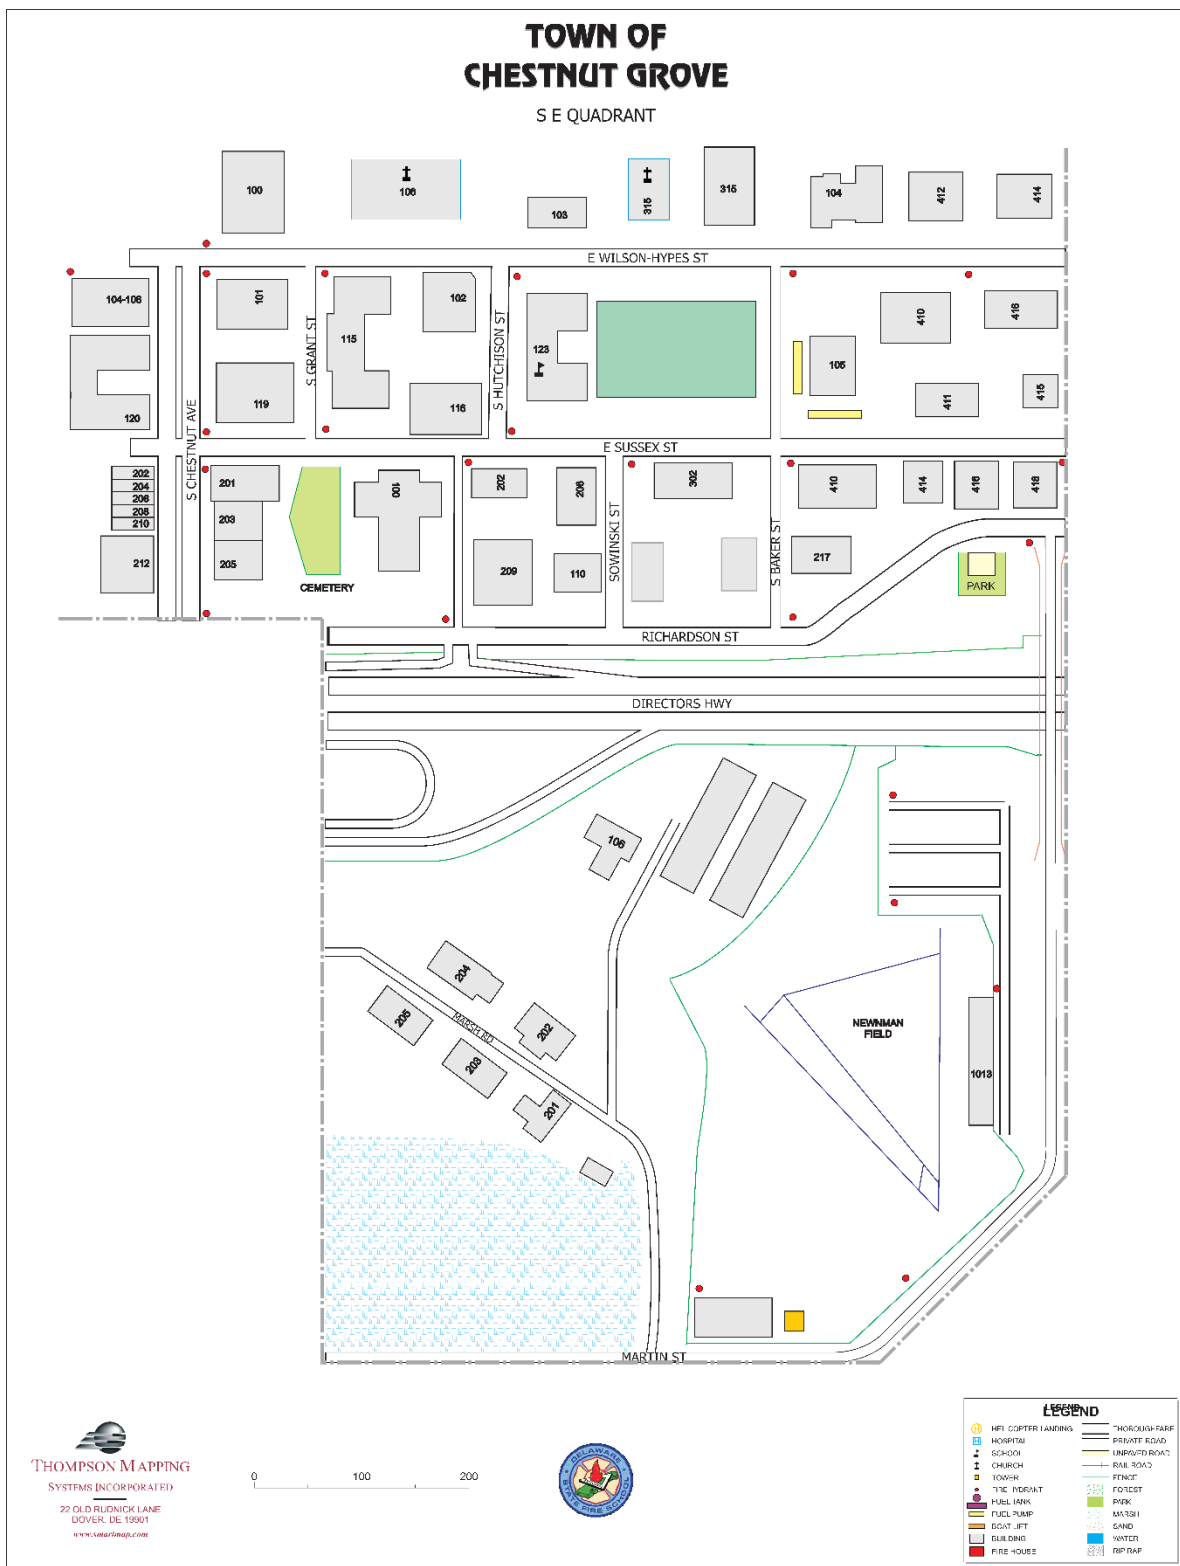 TOWN OF
CHESTNUT GROVE
S E QUADRANT
100
106
103
315
315
104
412
414
E WILSON-HYPES ST
104-106
101
115
102
123
105
410
416
S GRANT ST
S HUTCHISON ST
120
119
116
411
415
S CHESTNUT AVE
E SUSSEX ST
202
204
206
208
210
212
201
203
205
CEMETERY
100
202
206
209
110
SOWINSKI ST
302
S BAKER ST
410
414
416
418
217
PARK
RICHARDSON ST
DIRECTORS HWY
106
204
205
MARSH RD
202
203
201
NEWNMAN
FIELD
1013
MARTIN ST
THOMPSON MAPPING
SYSTEMS INCORPORATED
22 OLD RUDNICK LANE
DOVER, DE 19901
www.smartmap.com
0 100 200
DELAWARE
STATE FIRE SCHOOL
LEGEND
LEGEND
HELICOPTER LANDING
HOSPITAL
SCHOOL
CHURCH
TOWER
FIRE HYDRANT
FUEL TANK
FUEL PUMP
BOAT LIFT
BUILDING
FIRE HOUSE
THOROUGHFARE
PRIVATE ROAD
UNPAVED ROAD
RAIL ROAD
FENCE
FOREST
PARK
MARSH
SAND
WATER
RIP RAP